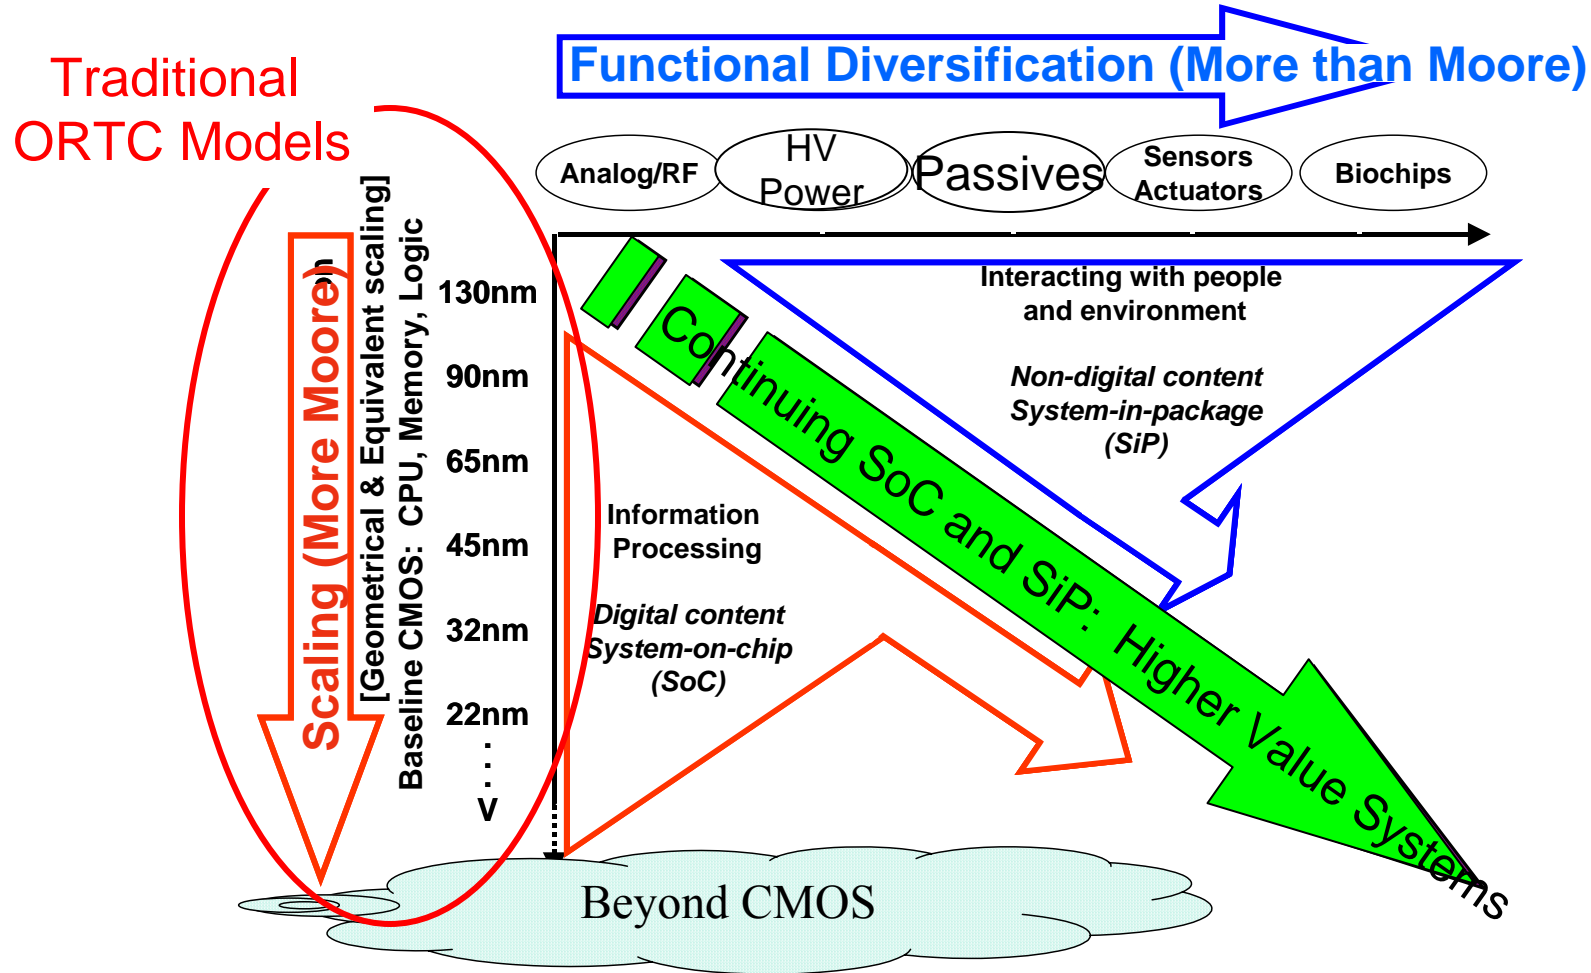 Functional Diversification (More than Moore)
Traditional
ORTC Models
Analog/RF
HV
Power
Passives
Sensors
Actuators
Biochips
Scaling (More Moore)
[Geometrical & Equivalent scaling]
Baseline CMOS: CPU, Memory, Logic
130nm
90nm
65nm
45nm
32nm
22nm
.
.
.
V
Interacting with people
and environment
Non-digital content
System-in-package
(SiP)
Information
Processing
Digital content
System-on-chip
(SoC)
Continuing SoC and SiP: Higher Value Systems
Beyond CMOS